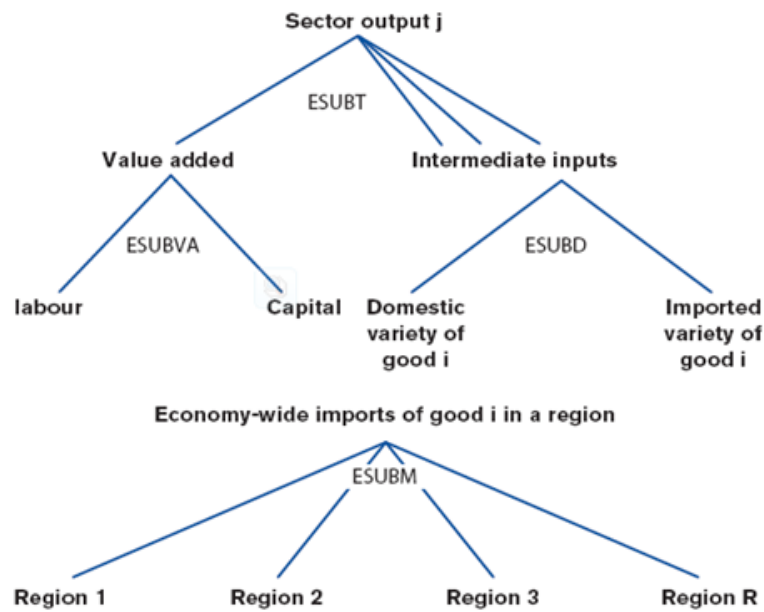 Sector output j
ESUBT
Value added
Intermediate inputs
ESUBVA
ESUBD
labour
Capital
Domestic
variety of
good i
Imported
variety of
good i
Economy-wide imports of good i in a region
ESUBM
Region 1
Region 2
Region 3
Region R